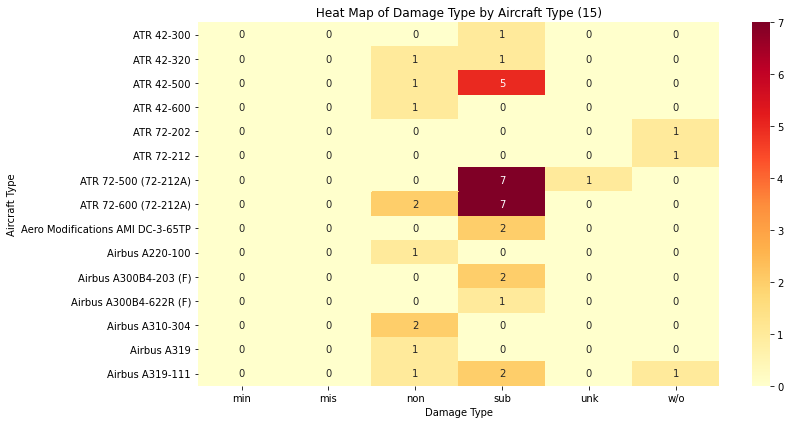 Heat Map of Damage Type by Aircraft Type (15)
Aircraft Type
ATR 42-300 0 0 0 1 0 0
ATR 42-320 0 0 1 1 0 0
ATR 42-500 0 0 1 5 0 0
ATR 42-600 0 0 1 0 0 0
ATR 72-202 0 0 0 0 0 1
ATR 72-212 0 0 0 0 0 1
ATR 72-500 (72-212A) 0 0 0 7 1 0
ATR 72-600 (72-212A) 0 0 2 7 0 0
Aero Modifications AMI DC-3-65TP 0 0 0 2 0 0
Airbus A220-100 0 0 1 0 0 0
Airbus A300B4-203 (F) 0 0 0 2 0 0
Airbus A300B4-622R (F) 0 0 0 1 0 0
Airbus A310-304 0 0 2 0 0 0
Airbus A319 0 0 1 0 0 0
Airbus A319-111 0 0 1 2 0 1
min mis non sub unk w/o
Damage Type
7
6
5
4
3
2
1
0